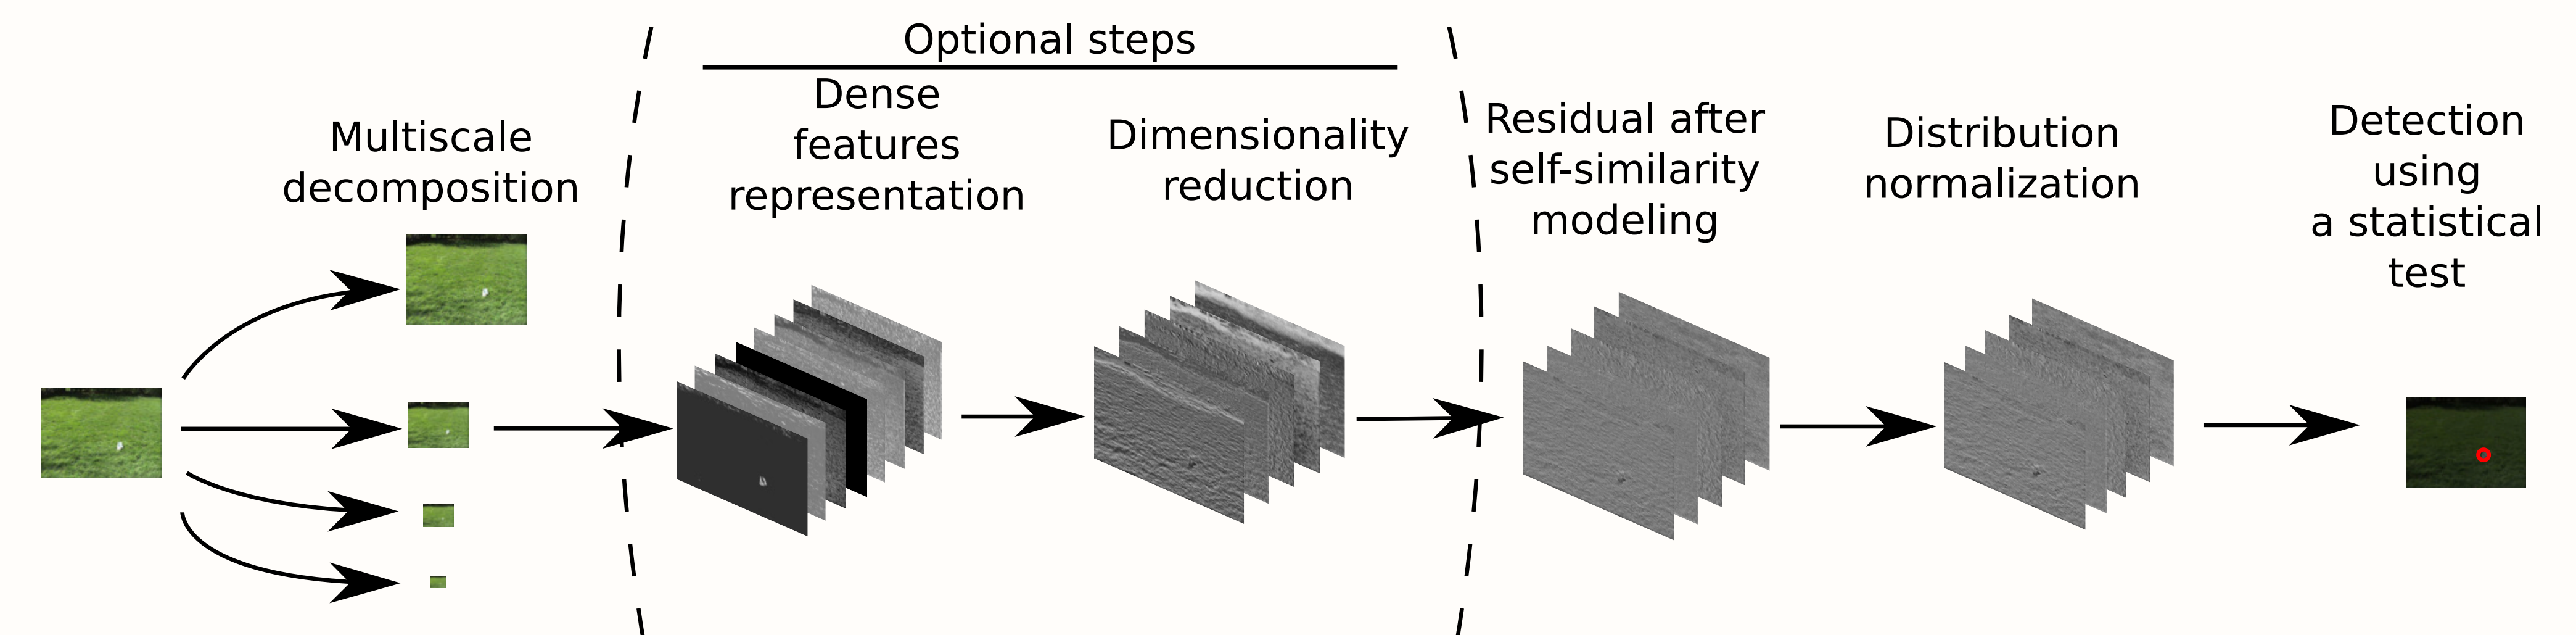 Optional steps
Multiscale
decomposition
Dense
features
representation
Dimensionality
reduction
Residual after
self-similarity
modeling
Distribution
normalization
Detection
using
a statistical
test